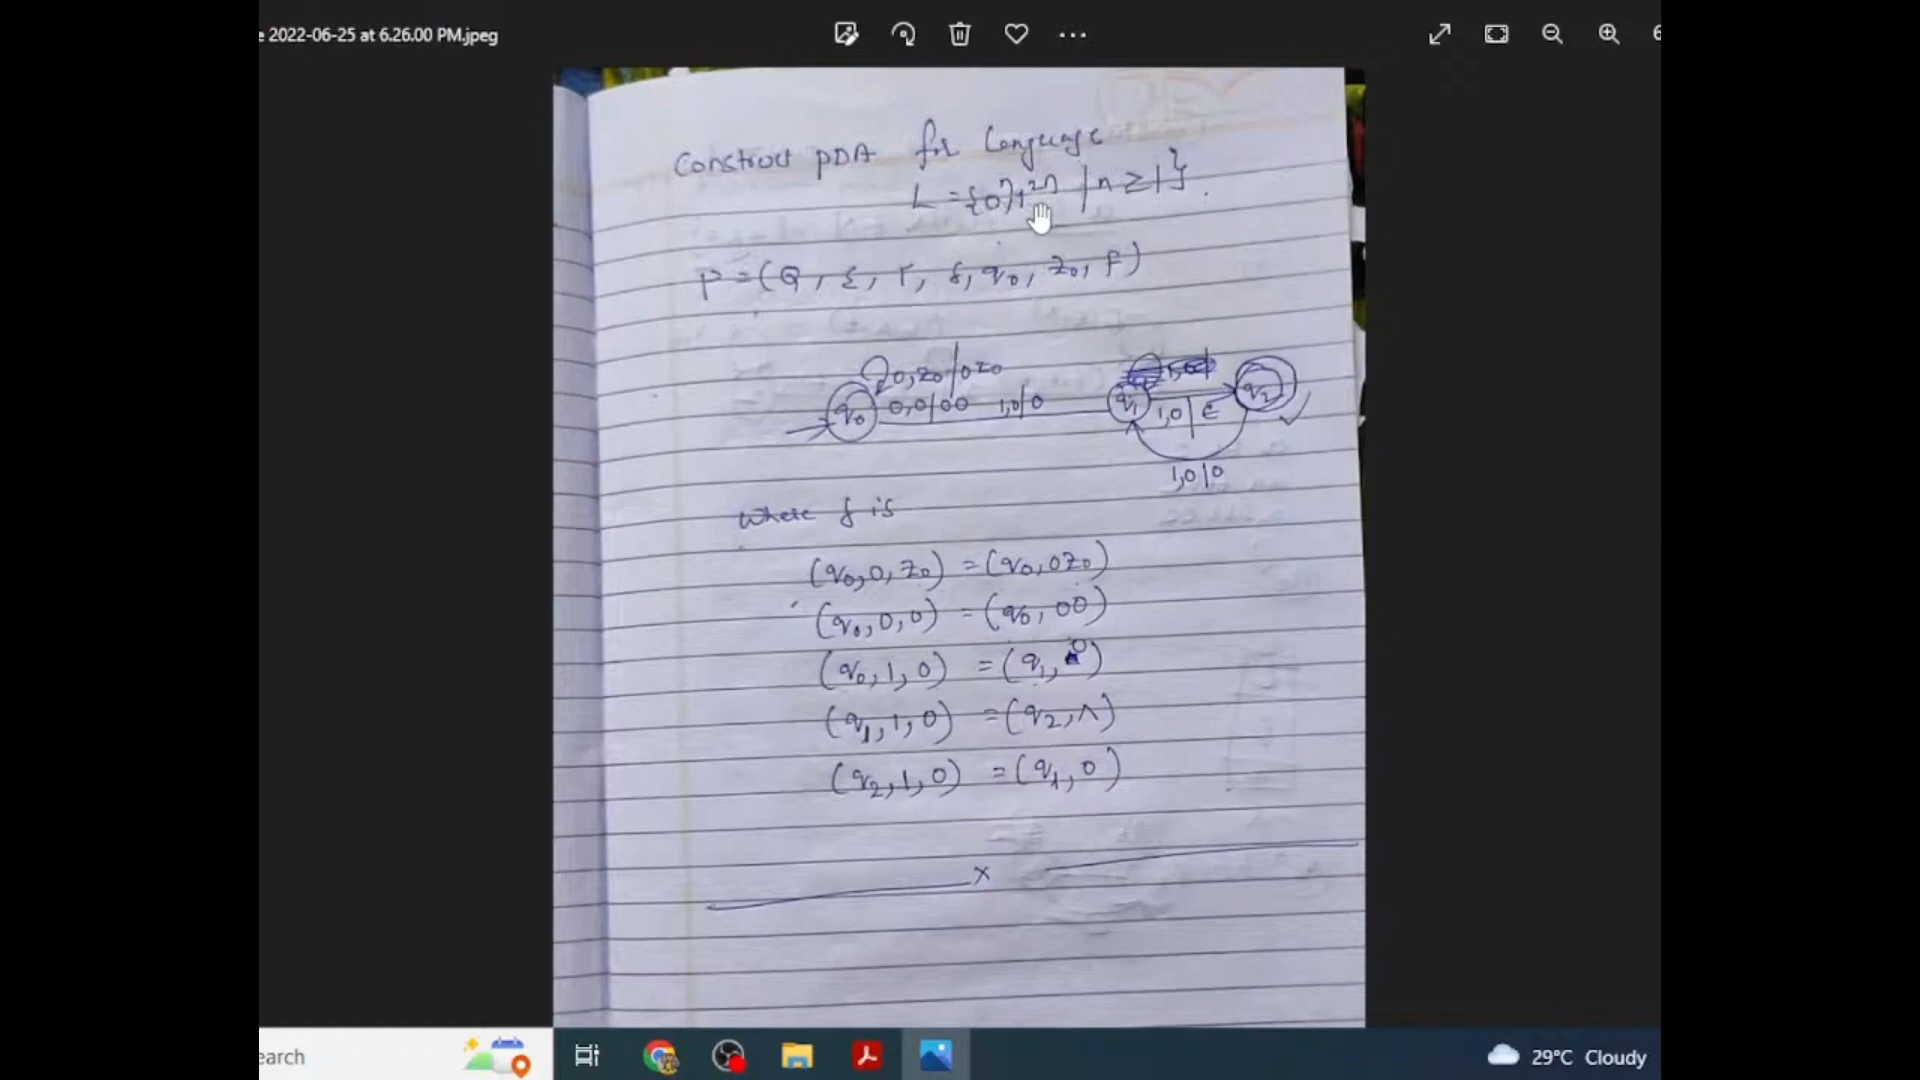 e 2022-06-25 at 6.26.00 PM.jpeg
Construct PDA for Language
L = {0^n 1^2n | n ≥ 1}.
P = (Q, Σ, Γ, δ, q0, z0, F)
0,z0/0z0
q0 0,0/00 1,0/0 q1 1,0/ε q2
1,0/0
Where δ is
(q0, 0, z0) = (q0, 0z0)
(q0, 0, 0) = (q0, 00)
(q0, 1, 0) = (q1, 0)
(q1, 1, 0) = (q2, ∧)
(q2, 1, 0) = (q1, 0)
x
earch
29°C Cloudy